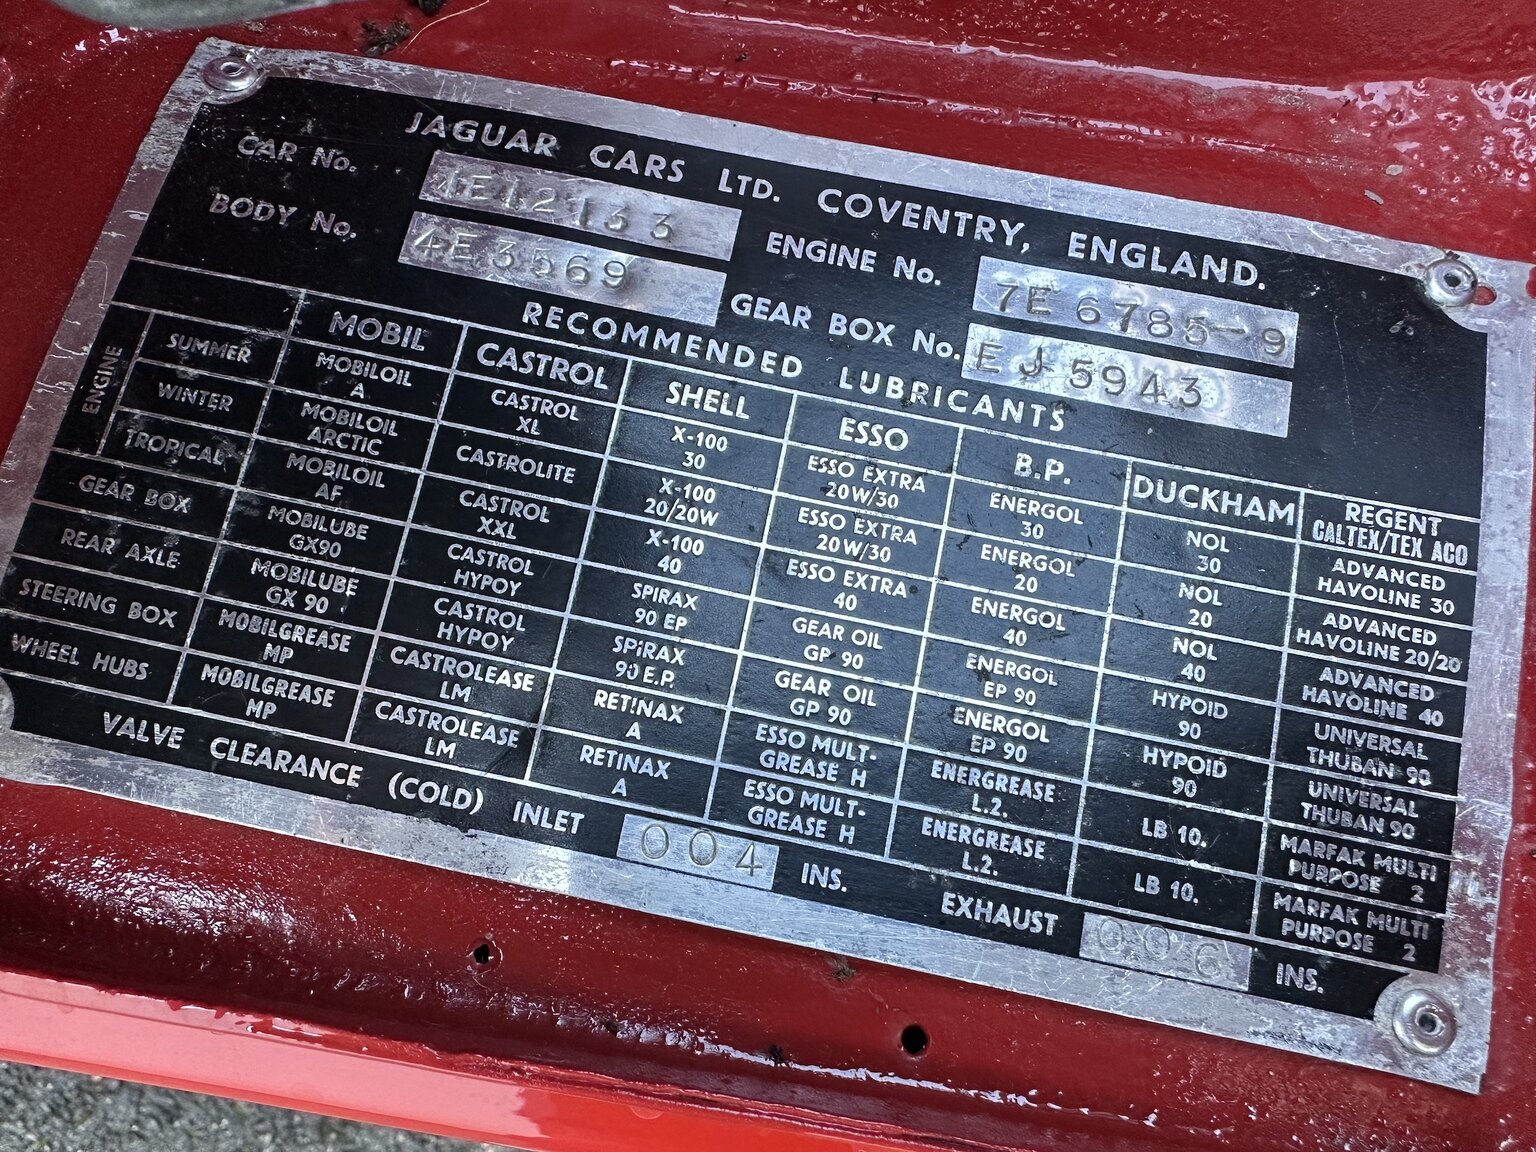 JAGUAR CARS LTD. COVENTRY, ENGLAND.
CAR No. 1E12133 ENGINE No. 7E 6785-9
BODY No. 4E3569 GEAR BOX No. EJ5943
RECOMMENDED LUBRICANTS
MOBIL CASTROL SHELL ESSO B.P. DUCKHAM REGENT CALTEX/TEXACO
ENGINE
SUMMER MOBILOIL A CASTROL XL X-100 30 ESSO EXTRA 20W/30 ENERGOL 30 NOL 30 ADVANCED HAVOLINE 30
WINTER MOBILOIL ARCTIC CASTROLITE X-100 20/20W ESSO EXTRA 20W/30 ENERGOL 20 NOL 20 ADVANCED HAVOLINE 20/20
TROPICAL MOBILOIL AF CASTROL XXL X-100 40 ESSO EXTRA 40 ENERGOL 40 NOL 40 ADVANCED HAVOLINE 40
GEAR BOX MOBILUBE GX90 CASTROL HYPOY SPIRAX 90 EP GEAR OIL GP 90 ENERGOL EP 90 HYPOID 90 UNIVERSAL THUBAN 90
REAR AXLE MOBILUBE GX 90 CASTROL HYPOY SPIRAX 90 E.P. GEAR OIL GP 90 ENERGOL EP 90 HYPOID 90 UNIVERSAL THUBAN 90
STEERING BOX MOBILGREASE MP CASTROLEASE LM RETINAX A ESSO MULT-GREASE H ENERGREASE L.2. LB 10. MARFAK MULTI PURPOSE 2
WHEEL HUBS MOBILGREASE MP CASTROLEASE LM RETINAX A ESSO MULT-GREASE H ENERGREASE L.2. LB 10. MARFAK MULTI PURPOSE 2
VALVE CLEARANCE (COLD) INLET 004 INS. EXHAUST 006 INS.